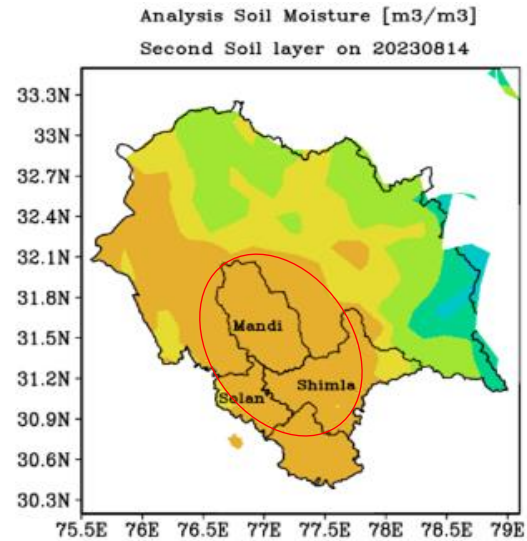 Analysis Soil Moisture [m3/m3]
Second Soil layer on 20230814
33.3N
33N
32.7N
32.4N
32.1N
31.8N
31.5N
31.2N
30.9N
30.6N
30.3N
Mandi
Shimla
Solan
75.5E 76E 76.5E 77E 77.5E 78E 78.5E 79E